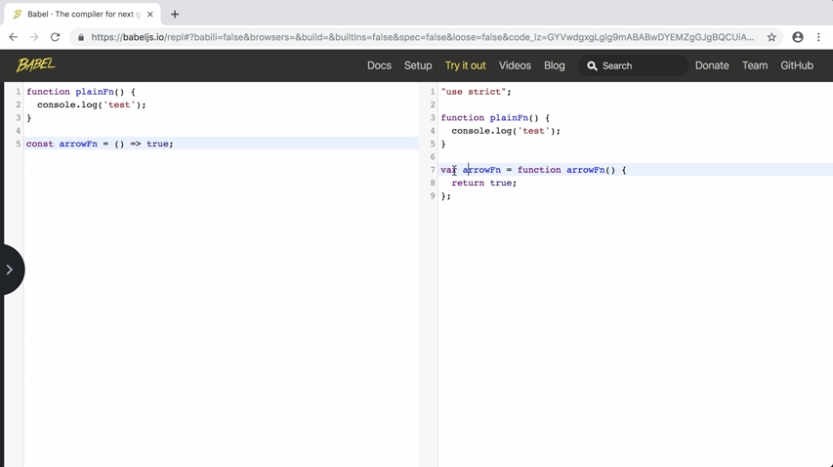 Babel · The compiler for next g
https://babeljs.io/repl#?babili=false&browsers=&build=&builtIns=false&spec=false&loose=false&code_lz=GYVwdgxgLglg9mABABwDYEMZgGJgBQCUiA...
BABEL
Docs Setup Try it out Videos Blog Search Donate Team GitHub
1 function plainFn() {
2 console.log('test');
3 }
4
5 const arrowFn = () => true;
1 "use strict";
2
3 function plainFn() {
4 console.log('test');
5 }
6
7 var arrowFn = function arrowFn() {
8 return true;
9 };